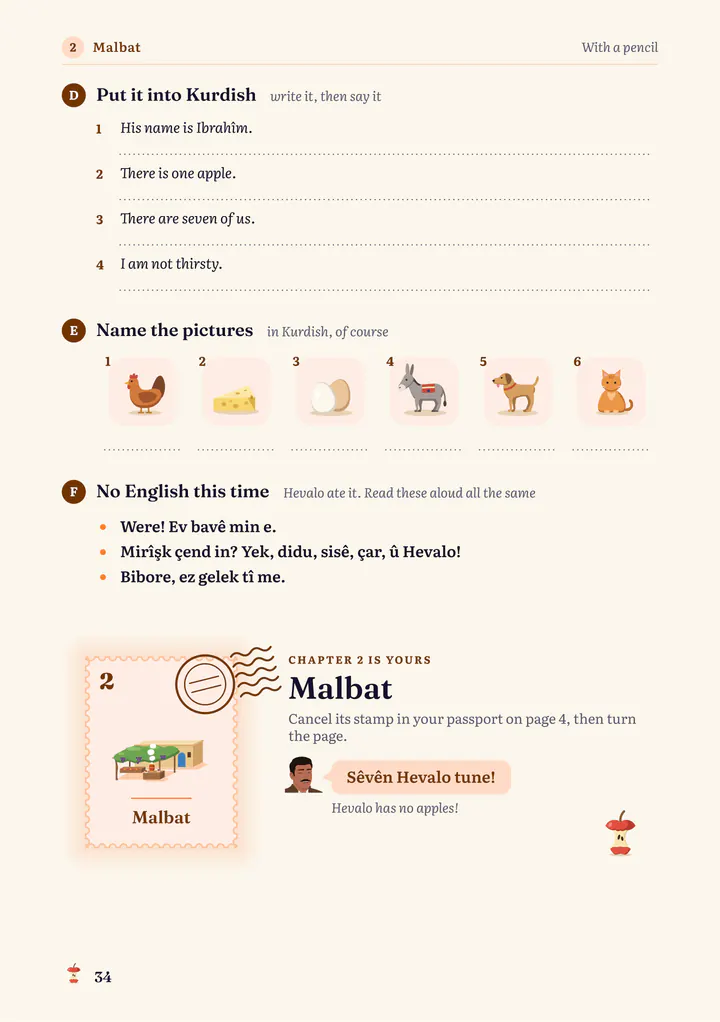 2 Malbat
With a pencil
D Put it into Kurdish write it, then say it
1 His name is Ibrahîm.
2 There is one apple.
3 There are seven of us.
4 I am not thirsty.
E Name the pictures in Kurdish, of course
1 2 3 4 5 6
F No English this time Hevalo ate it. Read these aloud all the same
• Were! Ev bavê min e.
• Mirîşk çend in? Yek, didu, sisê, çar, û Hevalo!
• Bibore, ez gelek tî me.
2
Malbat
CHAPTER 2 IS YOURS
Malbat
Cancel its stamp in your passport on page 4, then turn
the page.
Sêvên Hevalo tune!
Hevalo has no apples!
34